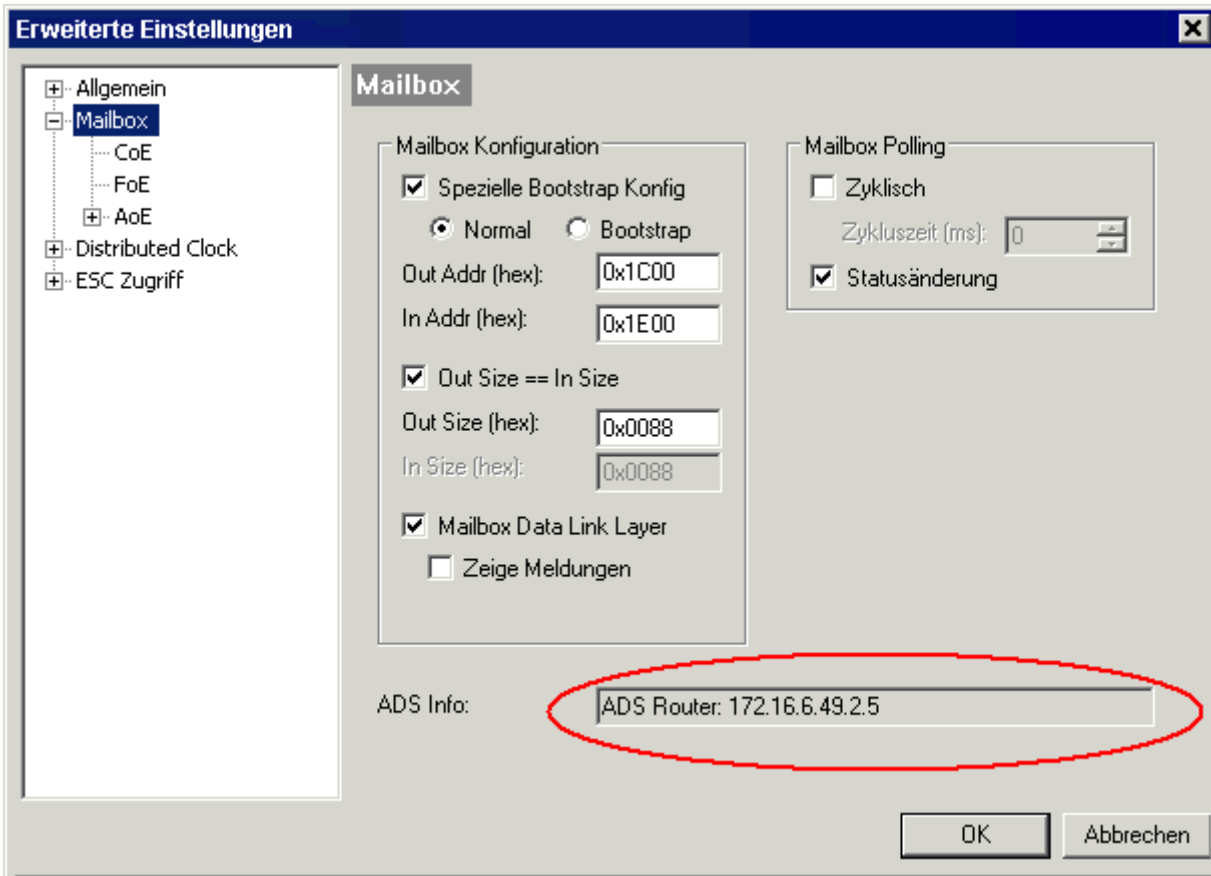 Erweiterte Einstellungen
Allgemein
Mailbox
CoE
FoE
AoE
Distributed Clock
ESC Zugriff
Mailbox
Mailbox Konfiguration
Spezielle Bootstrap Konfig
Normal Bootstrap
Out Addr (hex): 0x1C00
In Addr (hex): 0x1E00
Out Size == In Size
Out Size (hex): 0x0088
In Size (hex): 0x0088
Mailbox Data Link Layer
Zeige Meldungen
Mailbox Polling
Zyklisch
Zykluszeit (ms): 0
Statusänderung
ADS Info: ADS Router: 172.16.6.49.2.5
OK Abbrechen